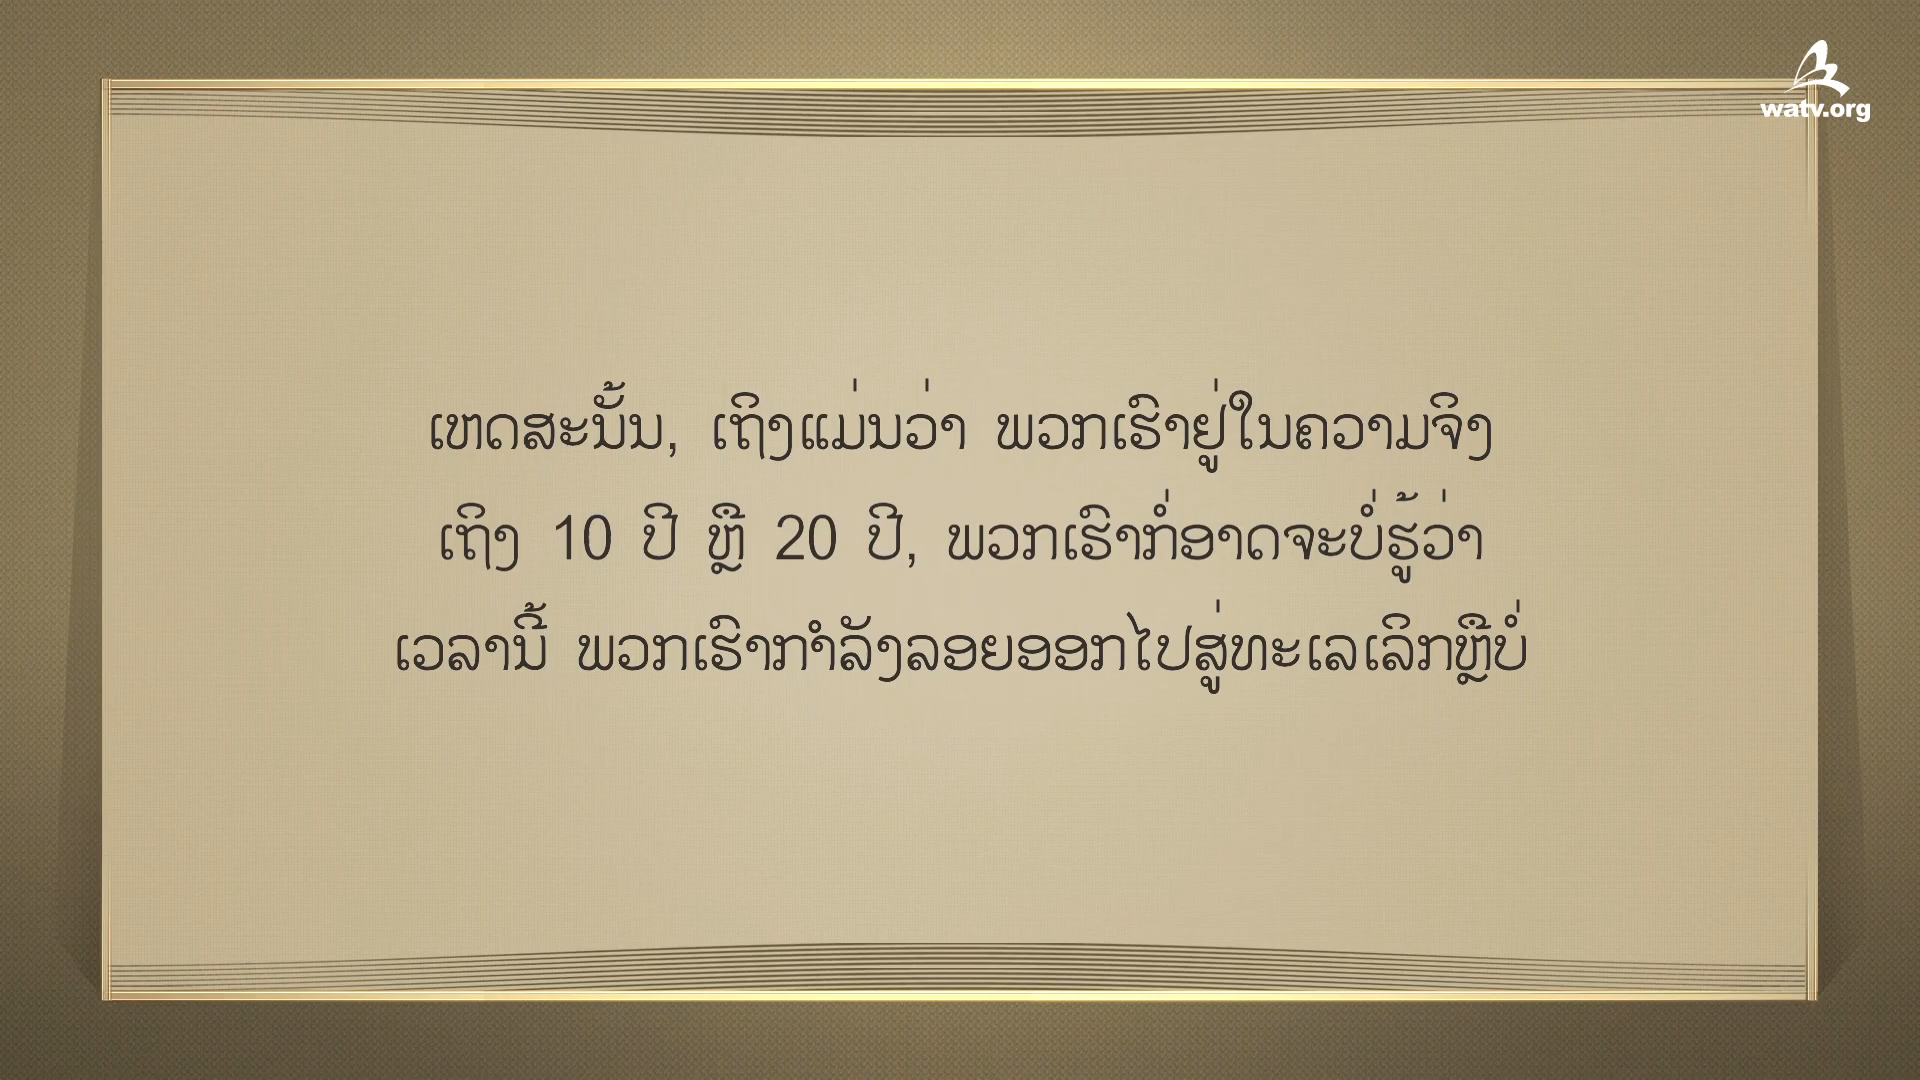 watv.org
ເຫດສະນັ້ນ, ເຖິງແມ່ນວ່າ ພວກເຮົາຢູ່ໃນຄວາມຈິງ
ເຖິງ 10 ປີ ຫຼື 20 ປີ, ພວກເຮົາກໍ່ອາດຈະບໍ່ຮູ້ວ່າ
ເວລານີ້ ພວກເຮົາກຳລັງລອຍອອກໄປສູ່ທະເລເລິກຫຼືບໍ່